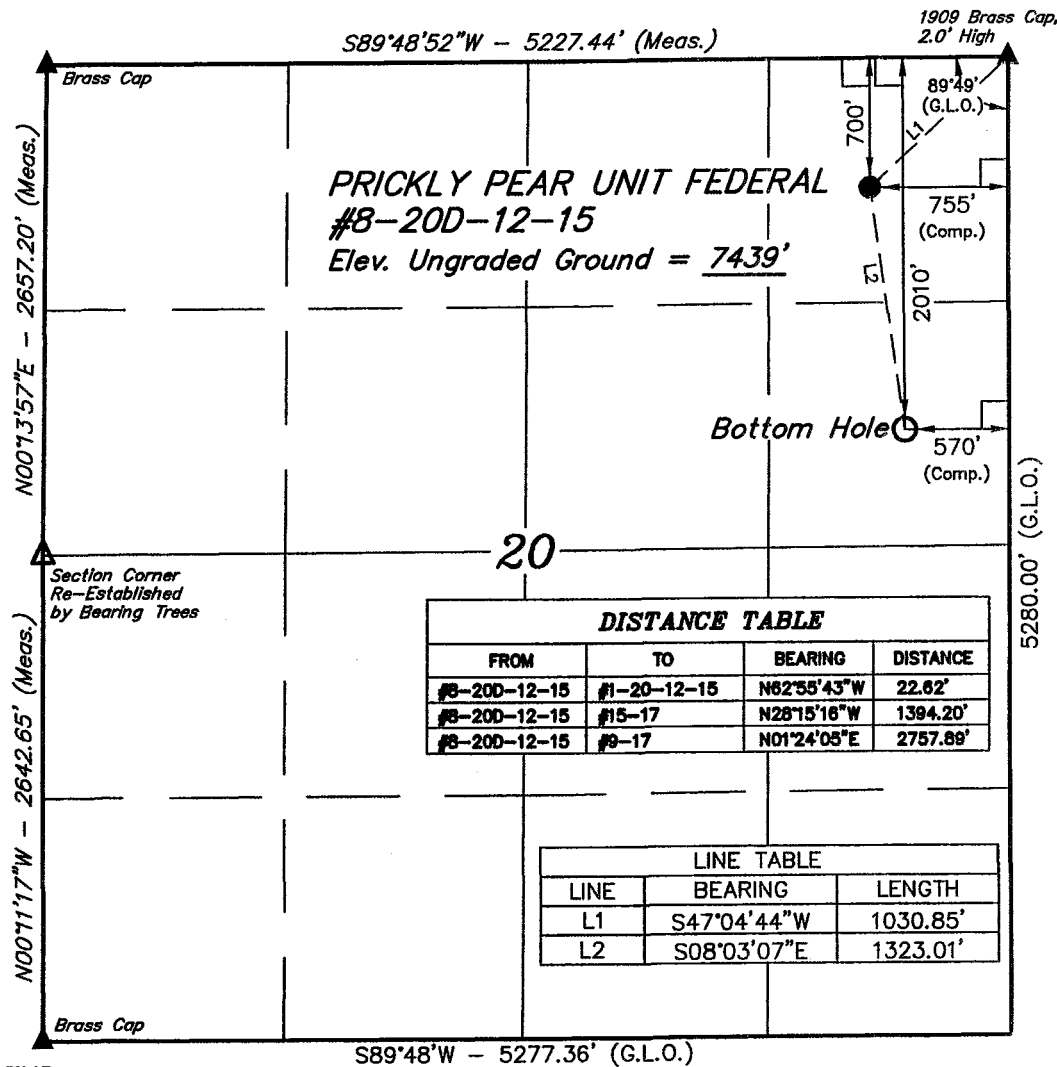 1909 Brass Cap,
2.0' High
S89°48'52"W – 5227.44' (Meas.)
Brass Cap
89°49'
(G.L.O.)
700'
L1
N00°13'57"E – 2657.20' (Meas.)
PRICKLY PEAR UNIT FEDERAL
#8–20D–12–15
Elev. Ungraded Ground = 7439'
755'
(Comp.)
L2
2010'
Bottom Hole
570'
(Comp.)
5280.00' (G.L.O.)
20
Section Corner
Re–Established
by Bearing Trees
DISTANCE TABLE
FROM TO BEARING DISTANCE
#8–20D–12–15 #1–20–12–15 N62°55'43"W 22.62'
#8–20D–12–15 #15–17 N28°15'16"W 1394.20'
#8–20D–12–15 #9–17 N01°24'05"E 2757.89'
N00°11'17"W – 2642.65' (Meas.)
LINE TABLE
LINE BEARING LENGTH
L1 S47°04'44"W 1030.85'
L2 S08°03'07"E 1323.01'
Brass Cap
S89°48'W – 5277.36' (G.L.O.)